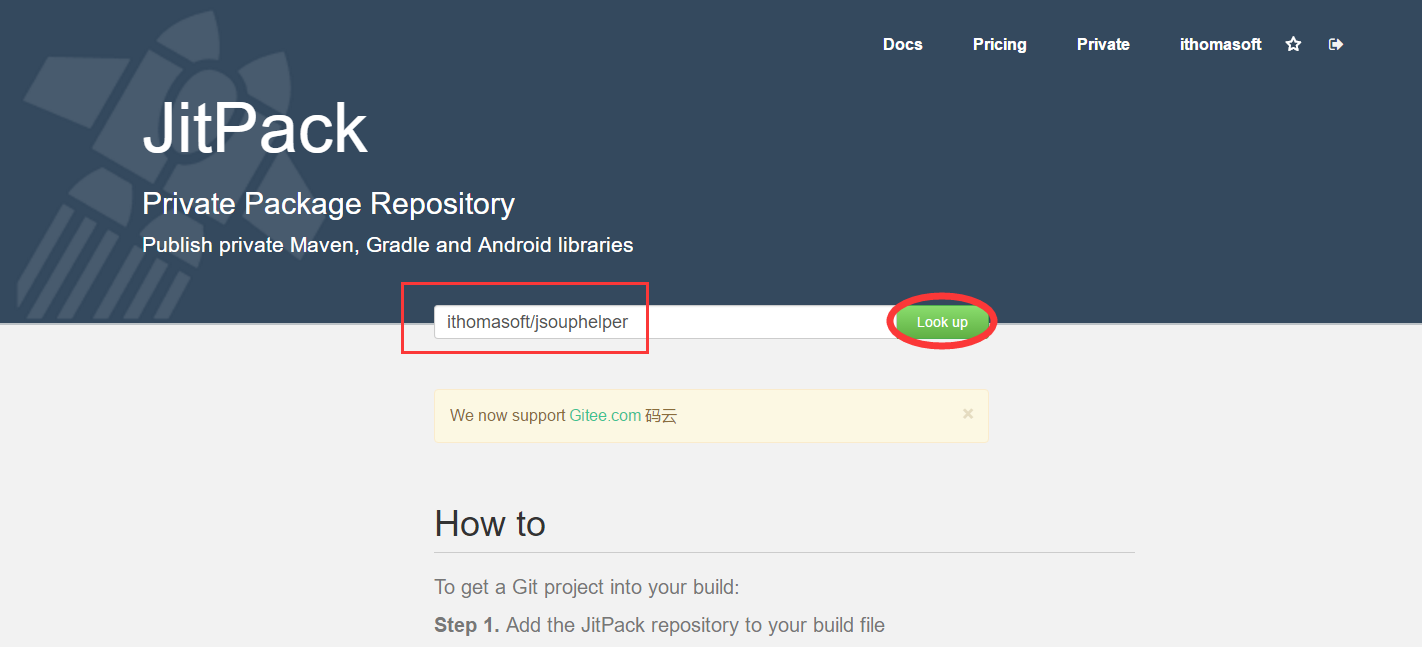 Docs Pricing Private ithomasoft
JitPack
Private Package Repository
Publish private Maven, Gradle and Android libraries
ithomasoft/jsouphelper Look up
We now support Gitee.com 码云 ×
How to
To get a Git project into your build:
Step 1. Add the JitPack repository to your build file